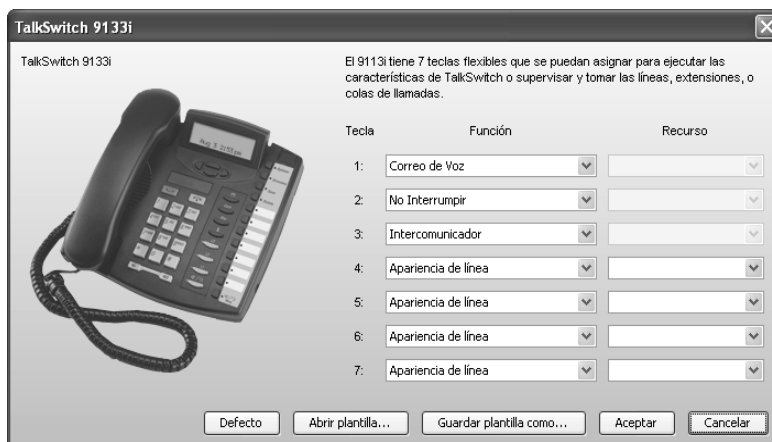 TalkSwitch 9133i
TalkSwitch 9133i
El 9113i tiene 7 teclas flexibles que se puedan asignar para ejecutar las
características de TalkSwitch o supervisar y tomar las líneas, extensiones, o
colas de llamadas.
Tecla Función Recurso
1: Correo de Voz
2: No Interrumpir
3: Intercomunicador
4: Apariencia de línea
5: Apariencia de línea
6: Apariencia de línea
7: Apariencia de línea
Defecto Abrir plantilla... Guardar plantilla como... Aceptar Cancelar